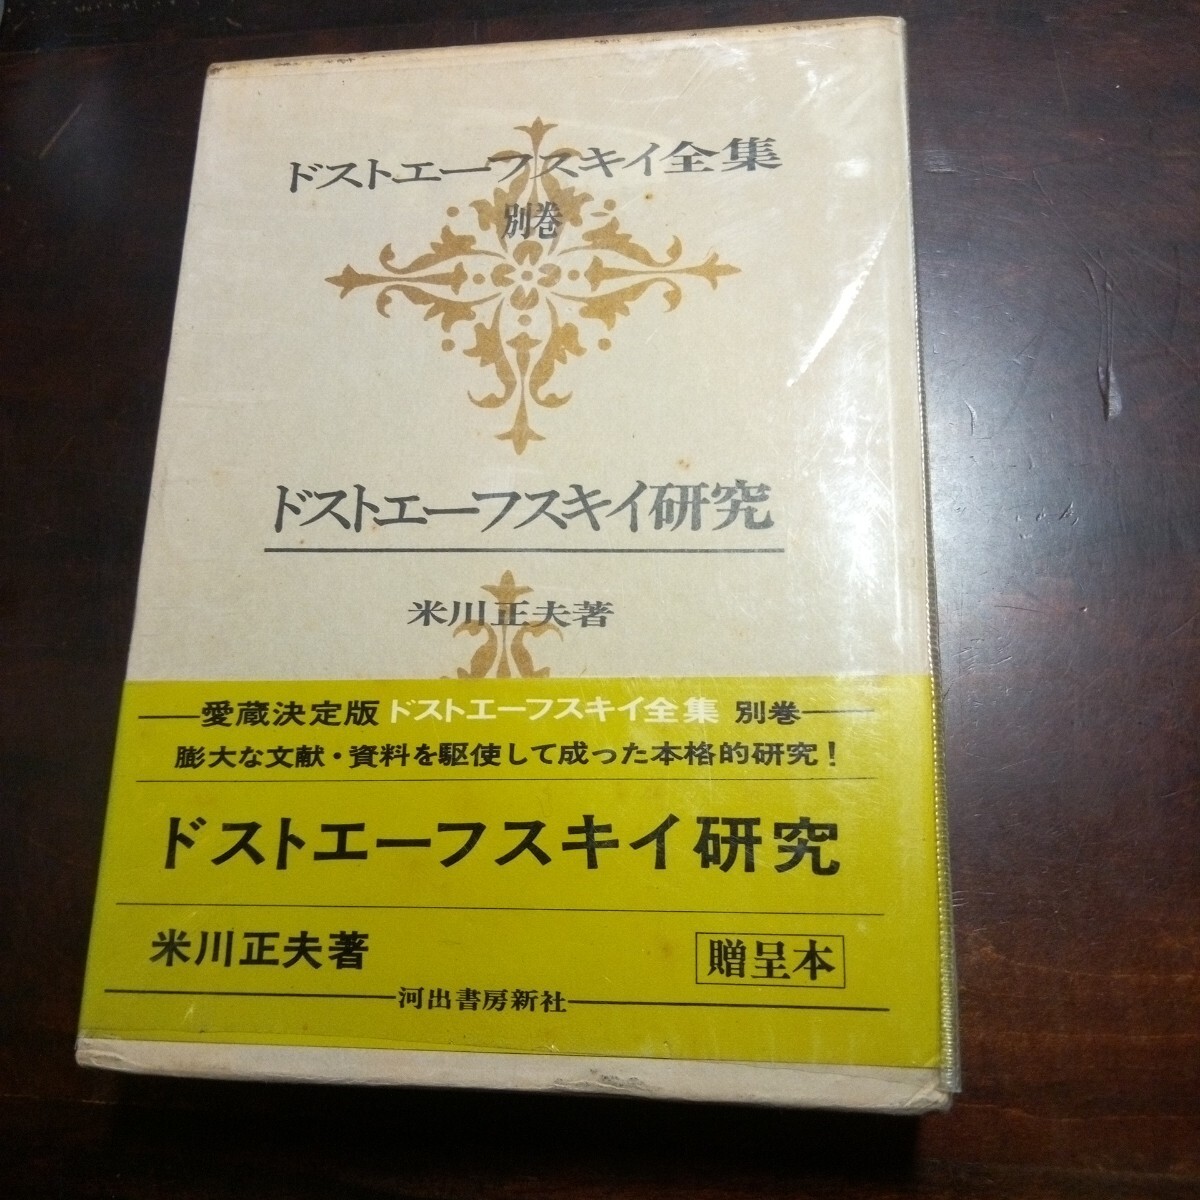 ドストエーフスキイ全集
別巻
ドストエーフスキイ研究
米川正夫著
愛蔵決定版 ドストエーフスキイ全集 別巻
膨大な文献・資料を駆使して成った本格的研究!
ドストエーフスキイ研究
米川正夫著
贈呈本
河出書房新社